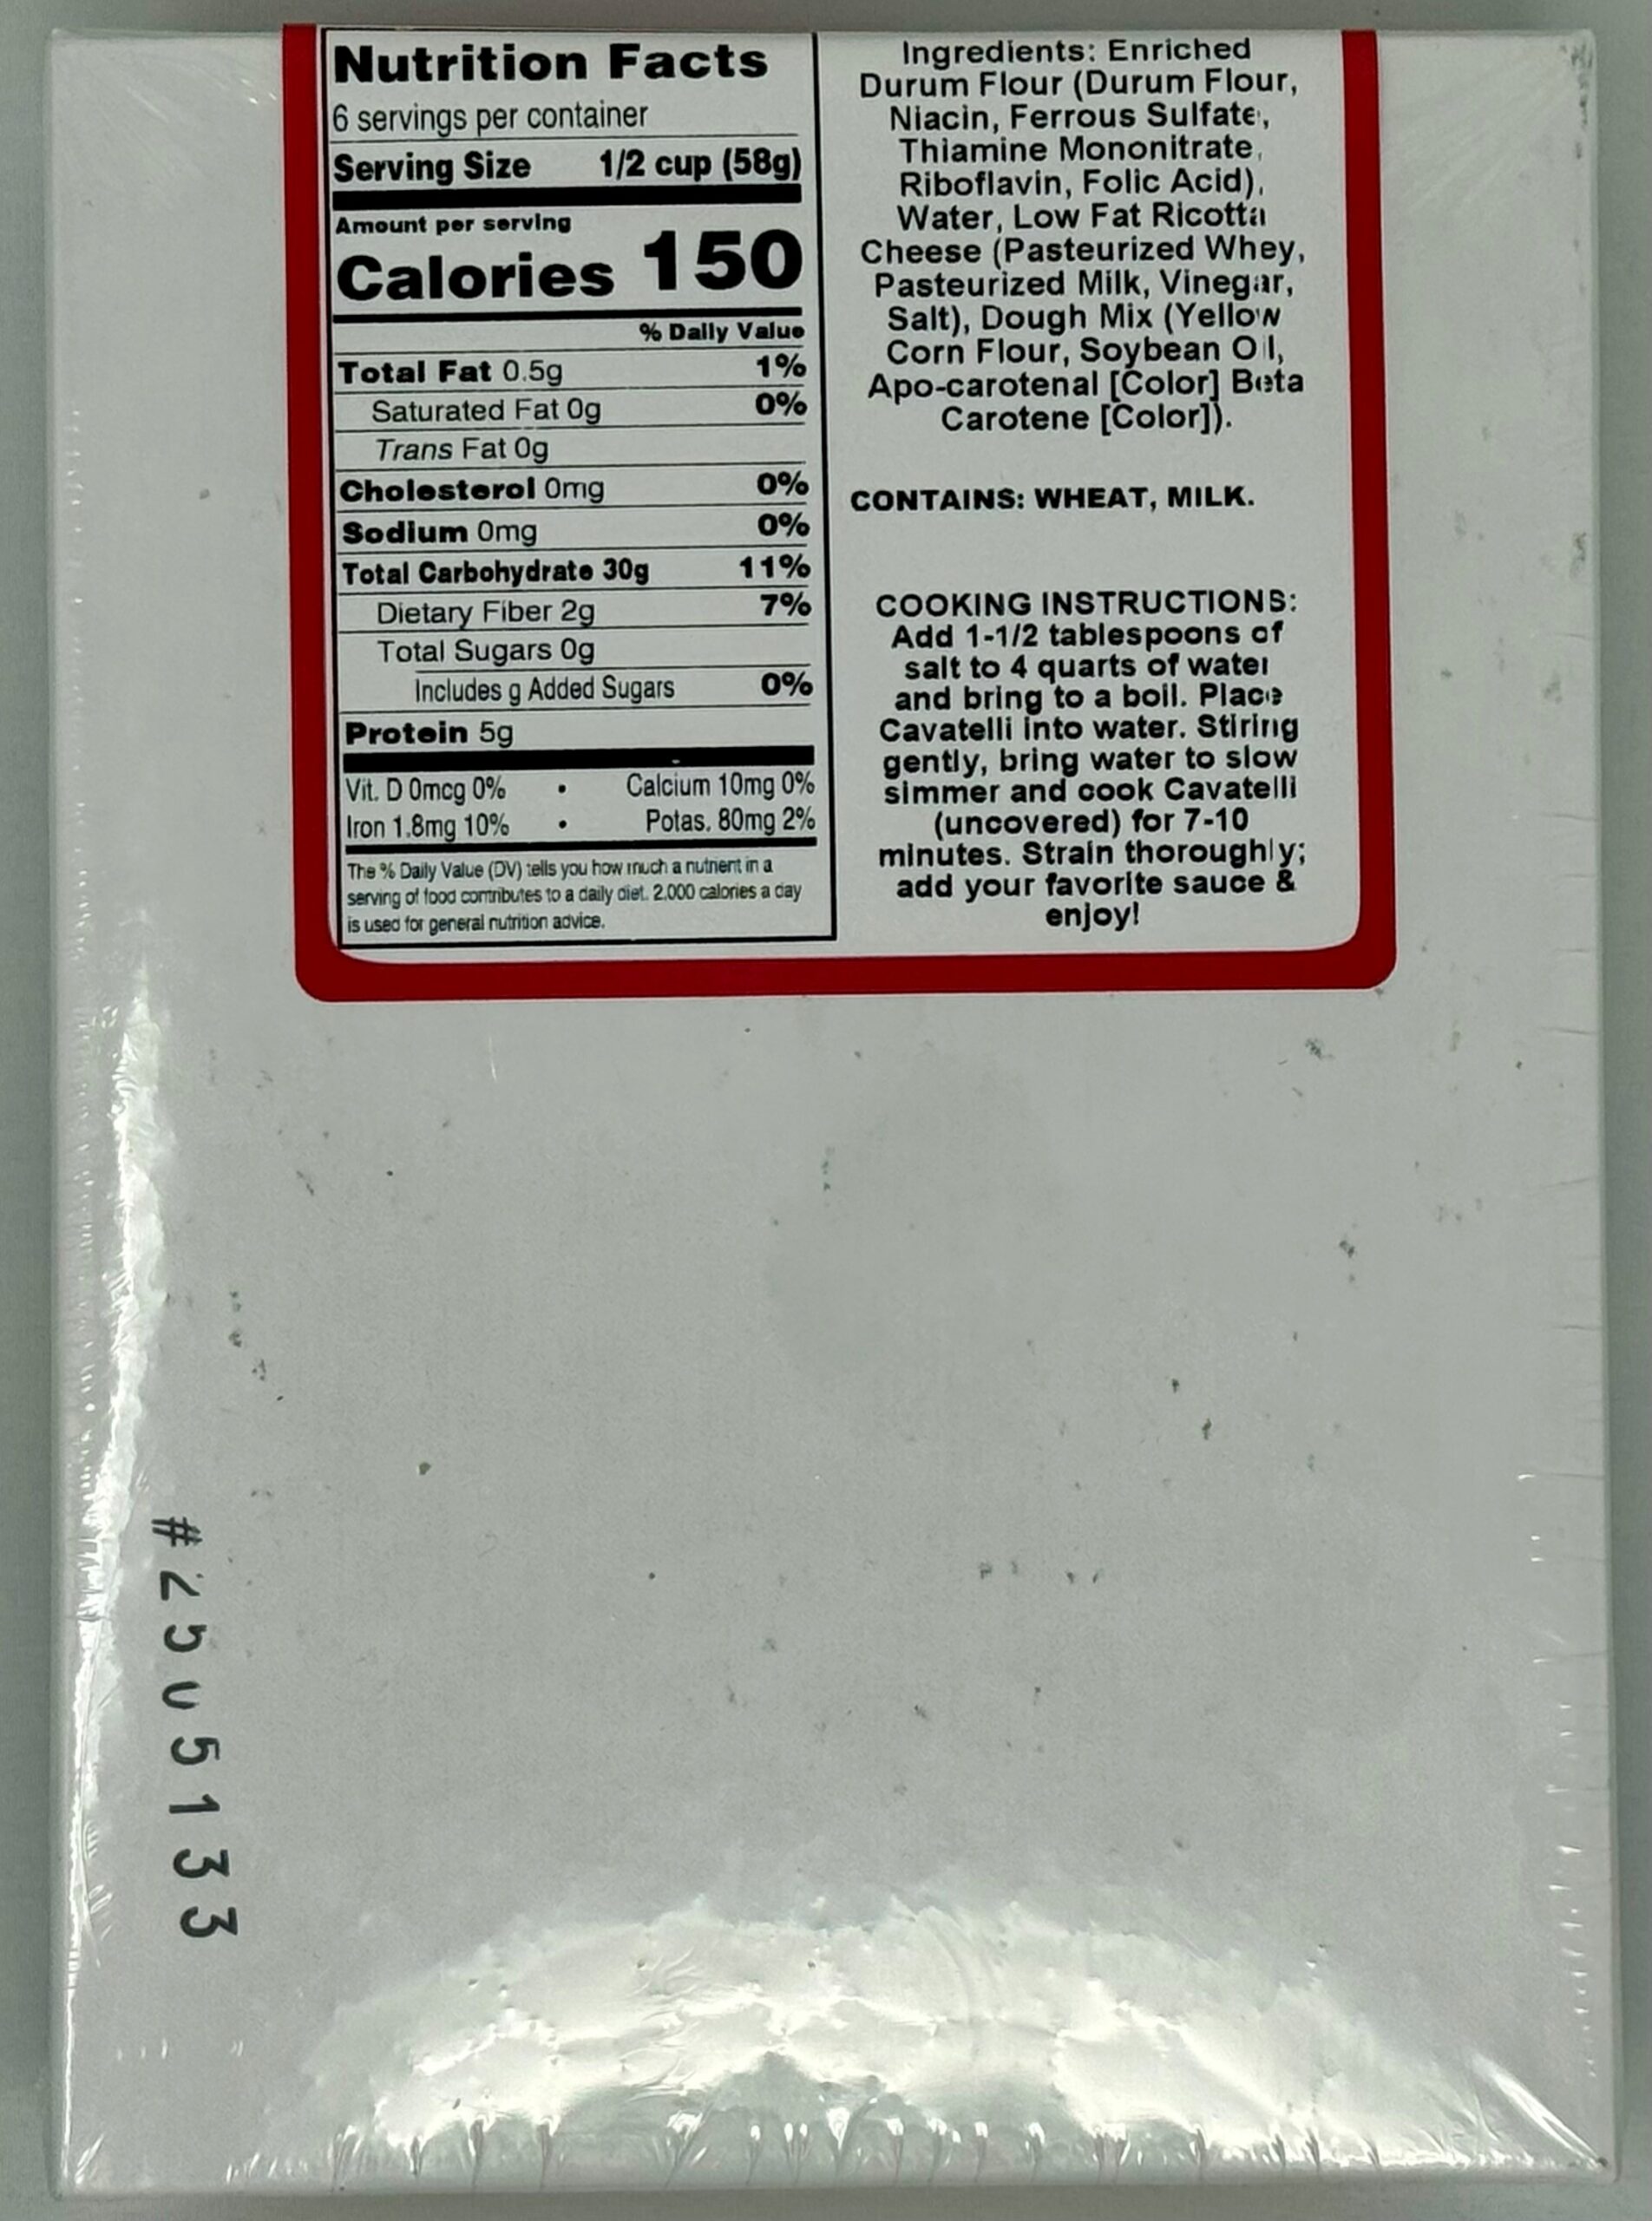 Nutrition Facts
6 servings per container
Serving Size 1/2 cup (58g)
Amount per serving
Calories 150
% Daily Value
Total Fat 0.5g 1%
Saturated Fat 0g 0%
Trans Fat 0g
Cholesterol 0mg 0%
Sodium 0mg 0%
Total Carbohydrate 30g 11%
Dietary Fiber 2g 7%
Total Sugars 0g
Includes g Added Sugars 0%
Protein 5g
Vit. D 0mcg 0% • Calcium 10mg 0%
Iron 1.8mg 10% • Potas. 80mg 2%
The % Daily Value (DV) tells you how much a nutrient in a
serving of food contributes to a daily diet. 2,000 calories a day
is used for general nutrition advice.
Ingredients: Enriched
Durum Flour (Durum Flour,
Niacin, Ferrous Sulfate,
Thiamine Mononitrate,
Riboflavin, Folic Acid),
Water, Low Fat Ricotta
Cheese (Pasteurized Whey,
Pasteurized Milk, Vinegar,
Salt), Dough Mix (Yellow
Corn Flour, Soybean Oil,
Apo-carotenal [Color] Beta
Carotene [Color]).
CONTAINS: WHEAT, MILK.
COOKING INSTRUCTIONS:
Add 1-1/2 tablespoons of
salt to 4 quarts of water
and bring to a boil. Place
Cavatelli into water. Stiring
gently, bring water to slow
simmer and cook Cavatelli
(uncovered) for 7-10
minutes. Strain thoroughly;
add your favorite sauce &
enjoy!
#2505133